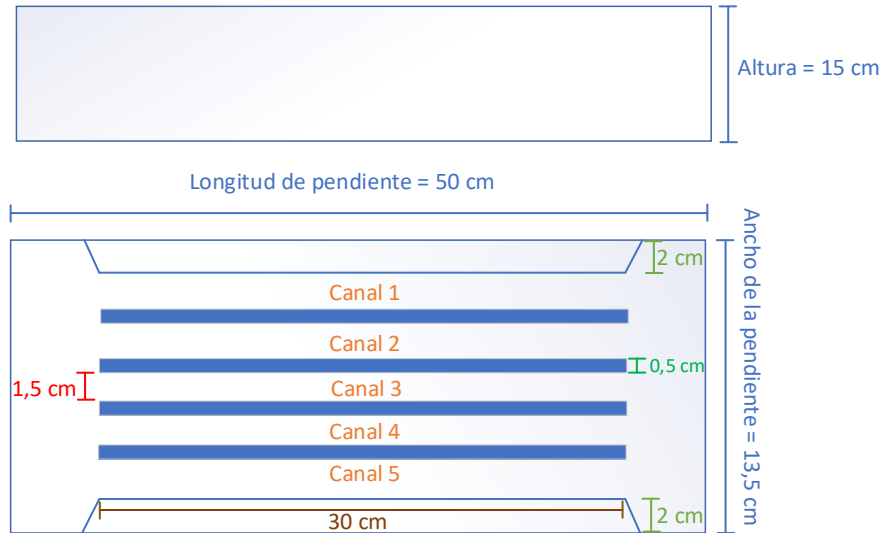 Altura = 15 cm
Longitud de pendiente = 50 cm
Ancho de la pendiente = 13,5 cm
2 cm
Canal 1
Canal 2
0,5 cm
1,5 cm
Canal 3
Canal 4
Canal 5
30 cm
2 cm